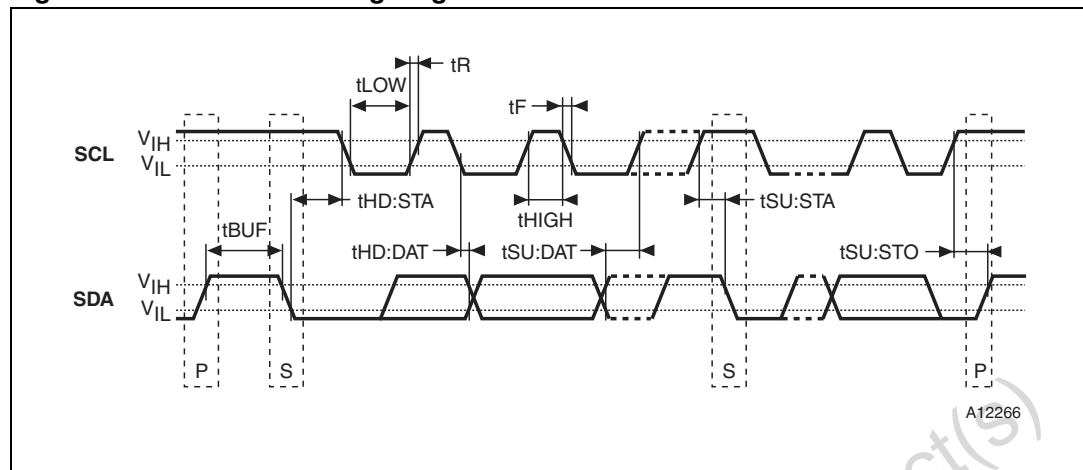 tR
tLOW
tF
SCL
VIH
VIL
tHD:STA
tHIGH
tSU:STA
tBUF
tHD:DAT
tSU:DAT
tSU:STO
SDA
VIH
VIL
P
S
S
P
A12266
ct(s)